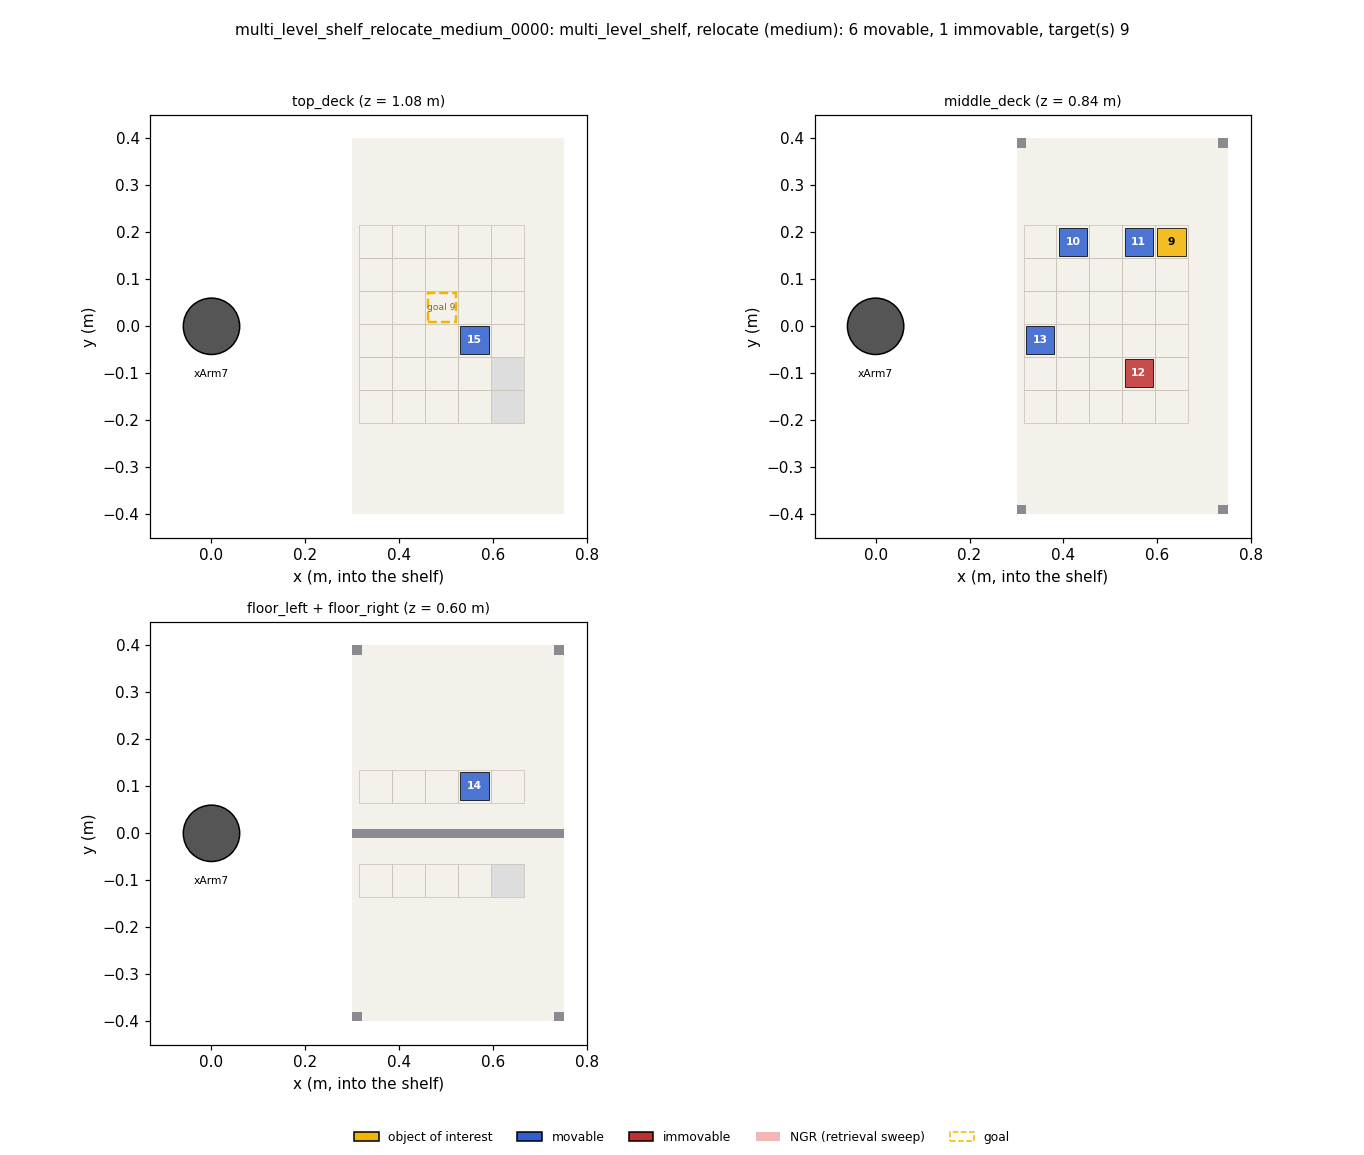 multi_level_shelf_relocate_medium_0000: multi_level_shelf, relocate (medium): 6 movable, 1 immovable, target(s) 9
top_deck (z = 1.08 m)
0.4
0.3
0.2
0.1
0.0
−0.1
−0.2
−0.3
−0.4
y (m)
xArm7
goal 9
15
0.0
0.2
0.4
0.6
0.8
x (m, into the shelf)
middle_deck (z = 0.84 m)
0.4
0.3
0.2
0.1
0.0
−0.1
−0.2
−0.3
−0.4
y (m)
xArm7
10
11
9
13
12
0.0
0.2
0.4
0.6
0.8
x (m, into the shelf)
floor_left + floor_right (z = 0.60 m)
0.4
0.3
0.2
0.1
0.0
−0.1
−0.2
−0.3
−0.4
y (m)
xArm7
14
0.0
0.2
0.4
0.6
0.8
x (m, into the shelf)
object of interest
movable
immovable
NGR (retrieval sweep)
goal